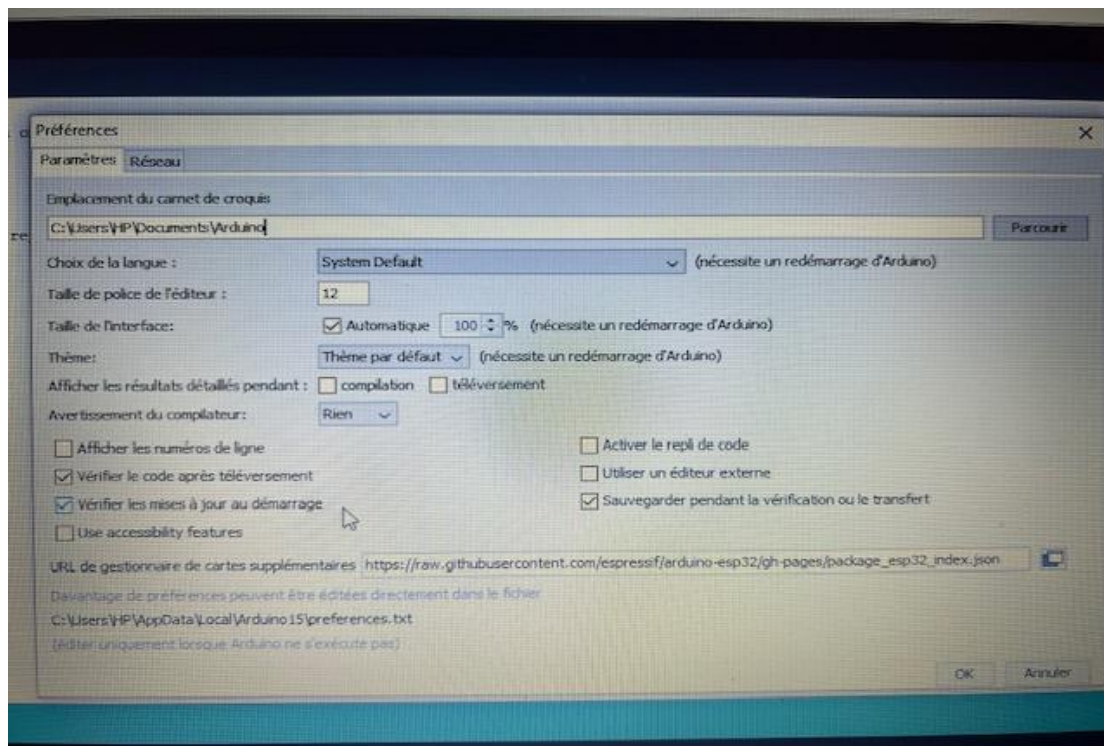 Préférences
Paramètres Réseau
Emplacement du carnet de croquis
C:\Users\HP\Documents\Arduino Parcourir
Choix de la langue : System Default (nécessite un redémarrage d'Arduino)
Taille de police de l'éditeur : 12
Taille de l'interface: Automatique 100 % (nécessite un redémarrage d'Arduino)
Thème: Thème par défaut (nécessite un redémarrage d'Arduino)
Afficher les résultats détaillés pendant : compilation téléversement
Avertissement du compilateur: Rien
Afficher les numéros de ligne Activer le repli de code
Vérifier le code après téléversement Utiliser un éditeur externe
Vérifier les mises à jour au démarrage Sauvegarder pendant la vérification ou le transfert
Use accessibility features
URL de gestionnaire de cartes supplémentaires https://raw.githubusercontent.com/espressif/arduino-esp32/gh-pages/package_esp32_index.json
Davantage de préférences peuvent être éditées directement dans le fichier
C:\Users\HP\AppData\Local\Arduino15\preferences.txt
(éditer uniquement lorsque Arduino ne s'exécute pas)
OK Annuler